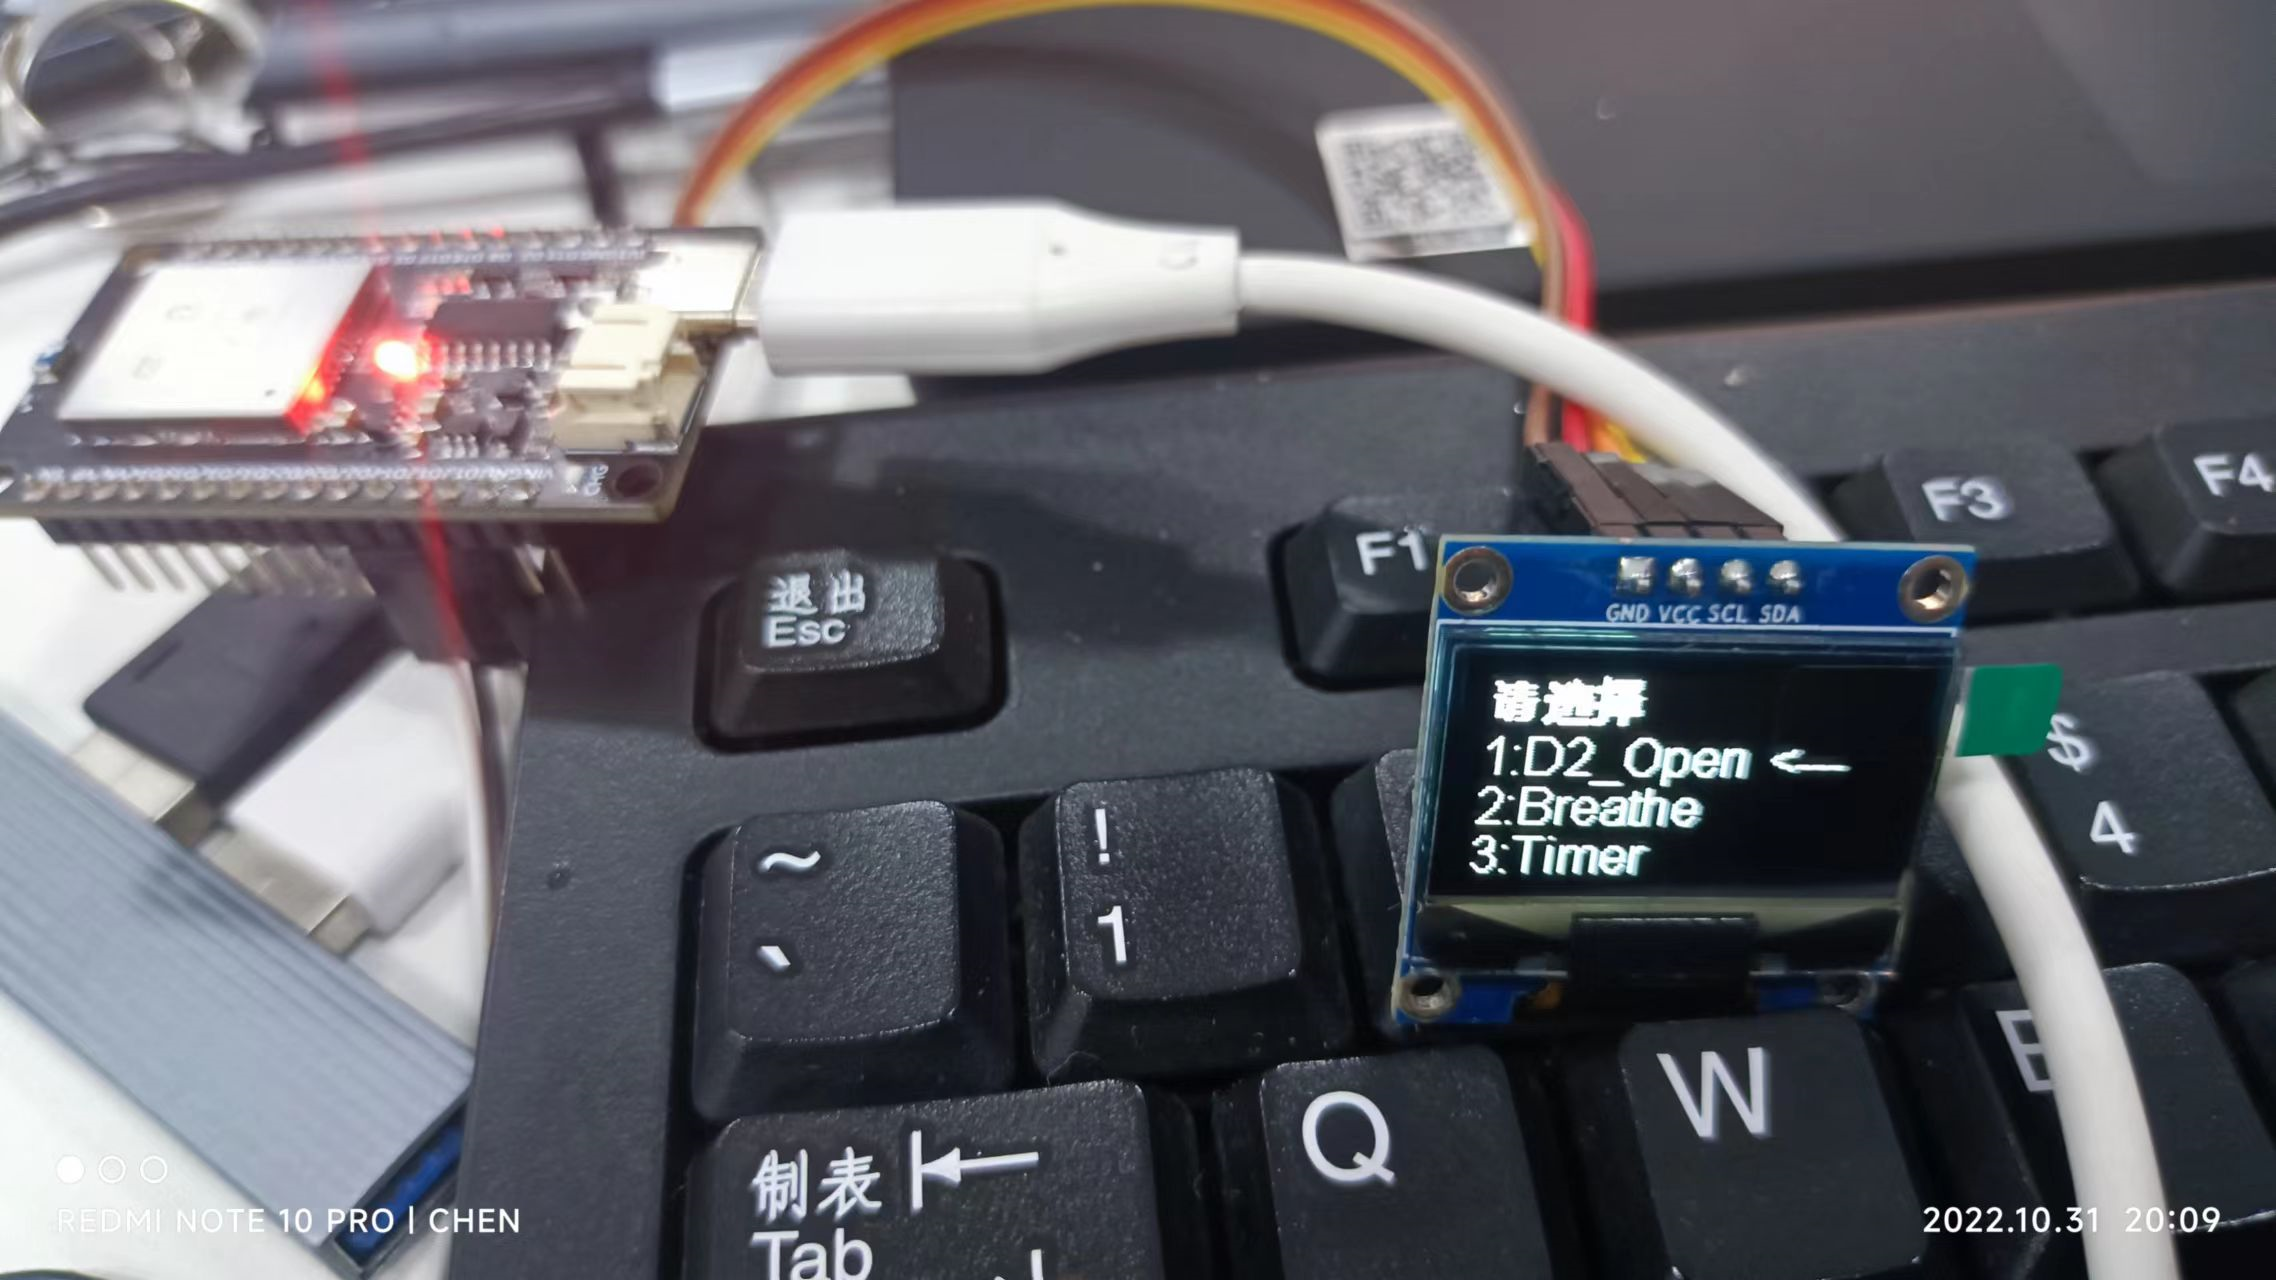 CHG
退出
Esc
F1
F3
F4
GND VCC SCL SDA
请选择
1:D2_Open <—
2:Breathe
3:Timer
~
`
!
1
$
4
Q
W
E
制表
Tab
REDMI NOTE 10 PRO | CHEN
2022.10.31 20:09